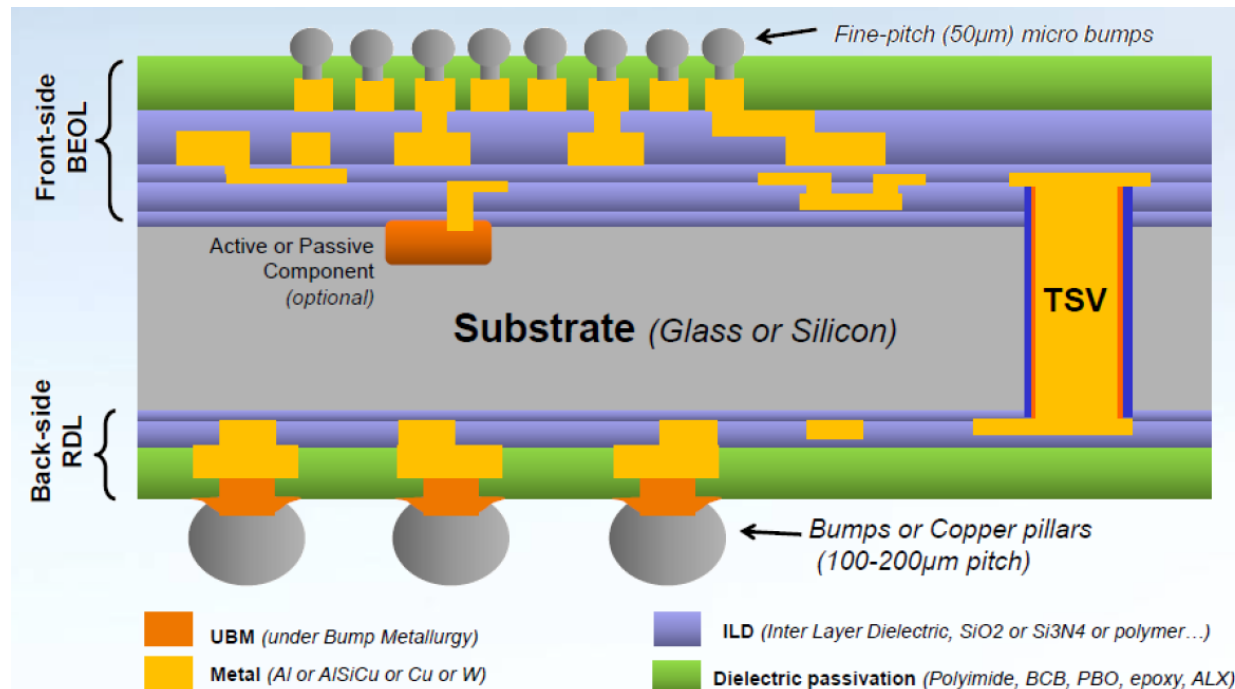 Fine-pitch (50µm) micro bumps
Front-side
BEOL
Active or Passive
Component
(optional)
Substrate (Glass or Silicon)
TSV
Back-side
RDL
Bumps or Copper pillars
(100-200µm pitch)
UBM (under Bump Metallurgy)
ILD (Inter Layer Dielectric, SiO2 or Si3N4 or polymer…)
Metal (Al or AlSiCu or Cu or W)
Dielectric passivation (Polyimide, BCB, PBO, epoxy, ALX)